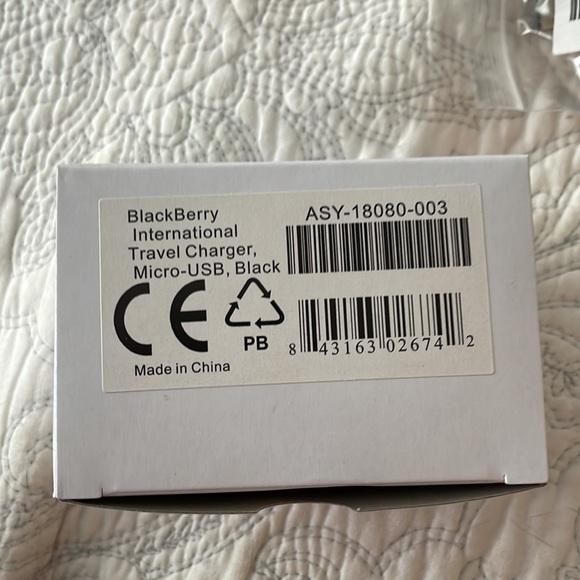 BlackBerry
International
Travel Charger,
Micro-USB, Black
CE
PB
Made in China
ASY-18080-003
8 43163 02674 2